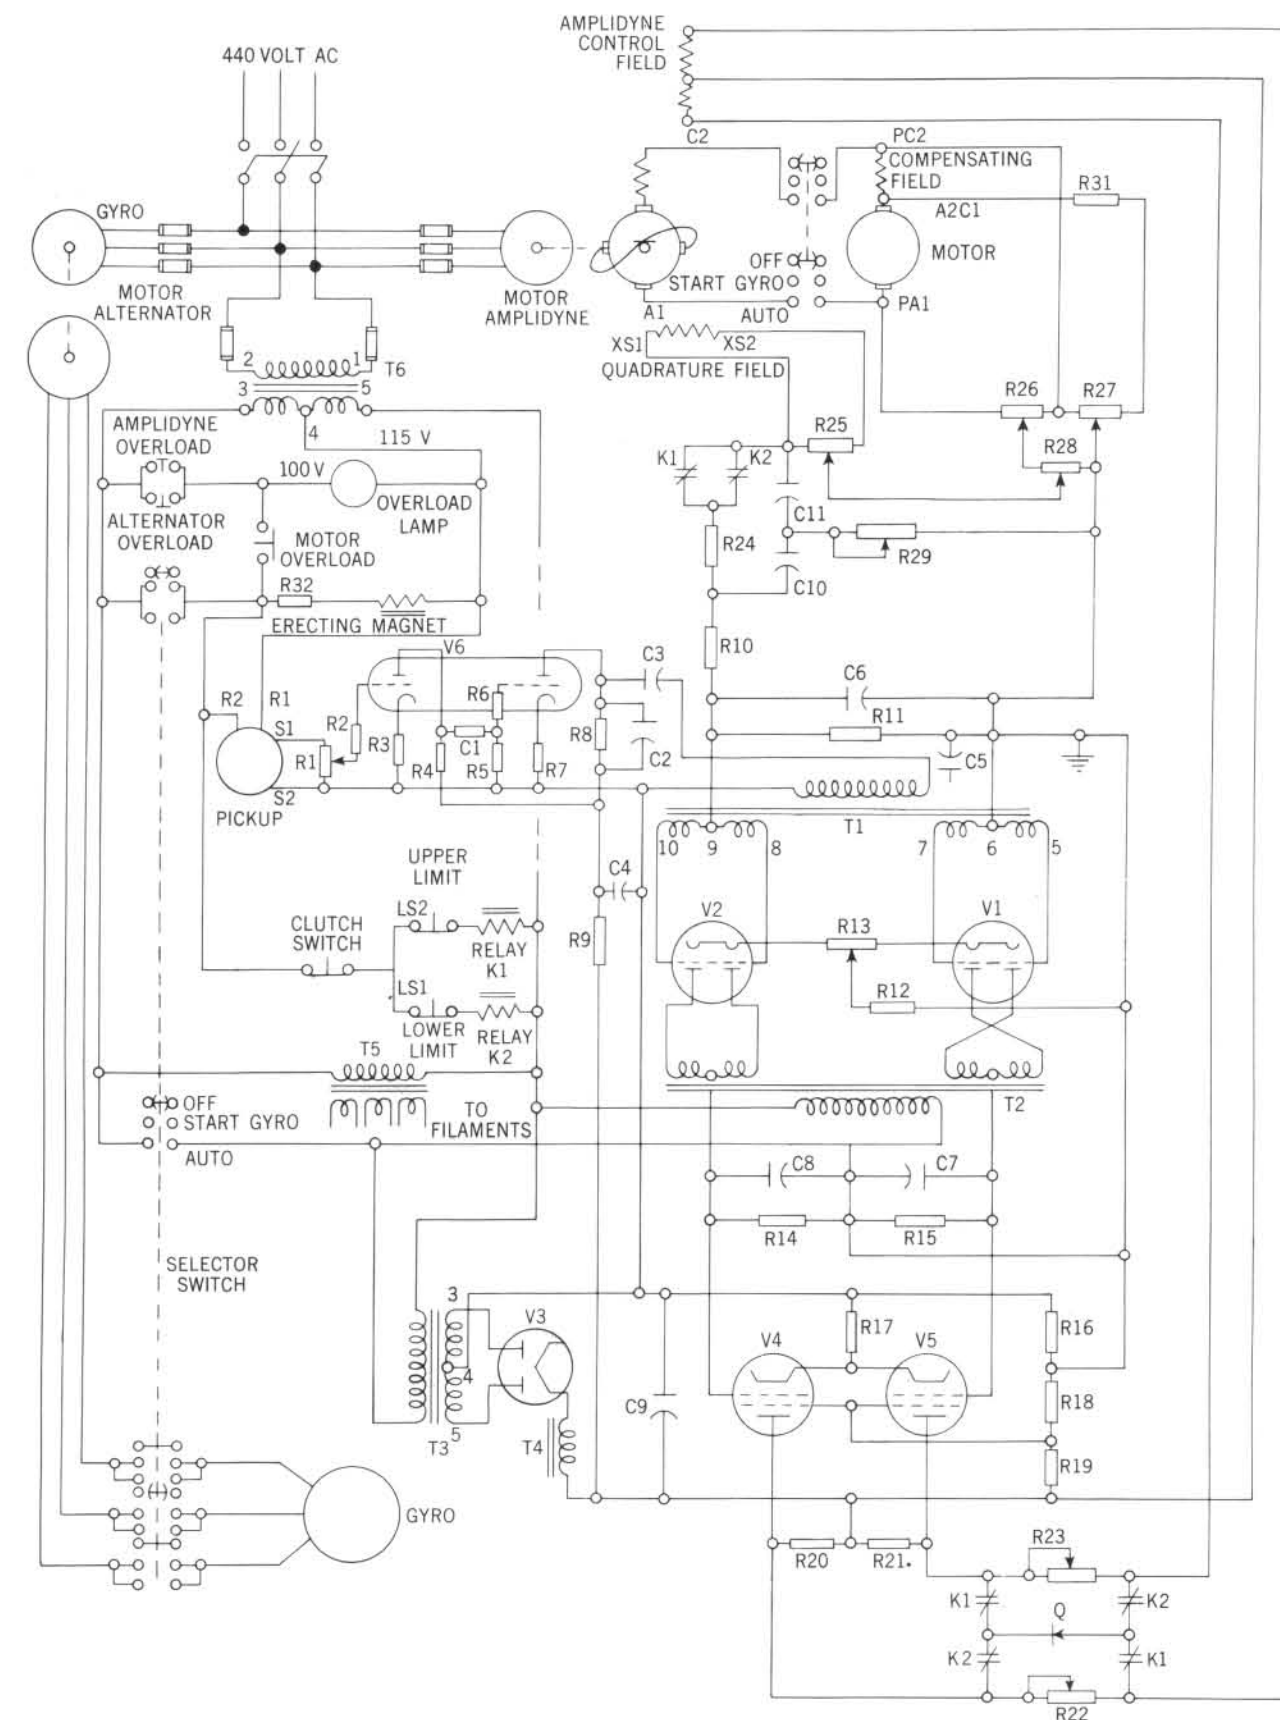 AMPLIDYNE
CONTROL
FIELD
440 VOLT AC
C2
PC2
COMPENSATING
FIELD
R31
GYRO
A2C1
MOTOR
OFF
START GYRO
MOTOR
ALTERNATOR
MOTOR
AMPLIDYNE
A1
AUTO
PA1
XS1
XS2
QUADRATURE FIELD
2
1
T6
3
5
4
115 V
R26
R27
AMPLIDYNE
OVERLOAD
R25
R28
K1
K2
100 V
OVERLOAD
LAMP
ALTERNATOR
OVERLOAD
C11
MOTOR
OVERLOAD
R24
R29
C10
R32
ERECTING MAGNET
V6
R10
C3
C6
R2
R1
R6
R11
S1
R2
R3
C1
R8
R1
R4
R5
R7
C2
C5
S2
PICKUP
T1
10
9
8
7
6
5
UPPER
LIMIT
C4
LS2
V2
V1
CLUTCH
SWITCH
R13
RELAY
K1
R9
LS1
R12
LOWER
LIMIT
RELAY
K2
T5
OFF
START GYRO
TO
FILAMENTS
T2
AUTO
C8
C7
R14
R15
SELECTOR
SWITCH
3
V3
R17
R16
V4
V5
4
C9
R18
T3
5
T4
R19
GYRO
R20
R21.
R23
K1
K2
Q
K2
K1
R22